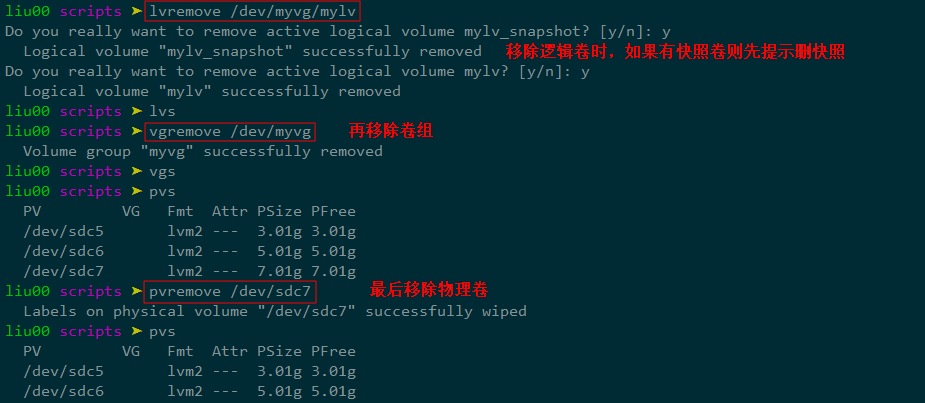 liu00 scripts ➤ lvremove /dev/myvg/mylv
Do you really want to remove active logical volume mylv_snapshot? [y/n]: y
Logical volume "mylv_snapshot" successfully removed 移除逻辑卷时，如果有快照卷则先提示删快照
Do you really want to remove active logical volume mylv? [y/n]: y
Logical volume "mylv" successfully removed
liu00 scripts ➤ lvs
liu00 scripts ➤ vgremove /dev/myvg 再移除卷组
Volume group "myvg" successfully removed
liu00 scripts ➤ vgs
liu00 scripts ➤ pvs
PV VG Fmt Attr PSize PFree
/dev/sdc5 lvm2 --- 3.01g 3.01g
/dev/sdc6 lvm2 --- 5.01g 5.01g
/dev/sdc7 lvm2 --- 7.01g 7.01g
liu00 scripts ➤ pvremove /dev/sdc7 最后移除物理卷
Labels on physical volume "/dev/sdc7" successfully wiped
liu00 scripts ➤ pvs
PV VG Fmt Attr PSize PFree
/dev/sdc5 lvm2 --- 3.01g 3.01g
/dev/sdc6 lvm2 --- 5.01g 5.01g